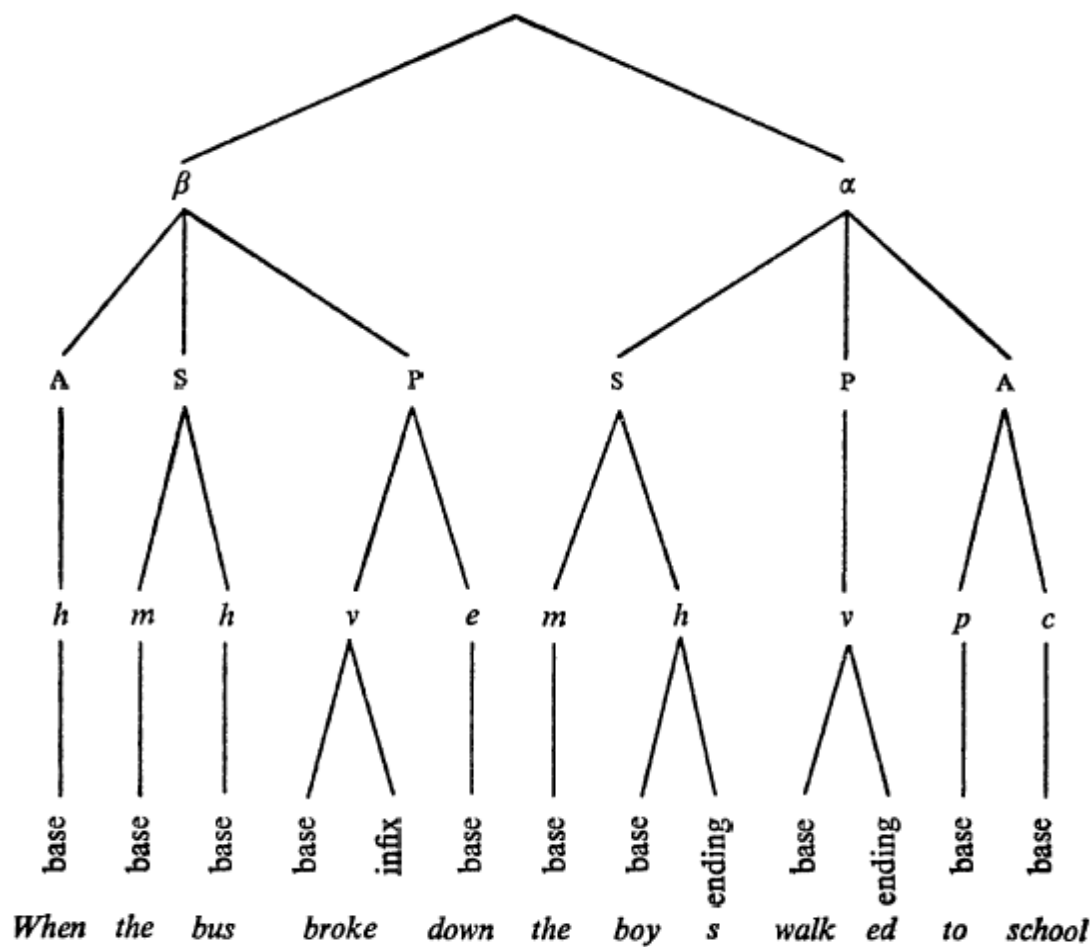 β α
A S P S P A
h m h v e m h v p c
base base base base infix base base base ending base ending base base
When the bus broke down the boy s walk ed to school